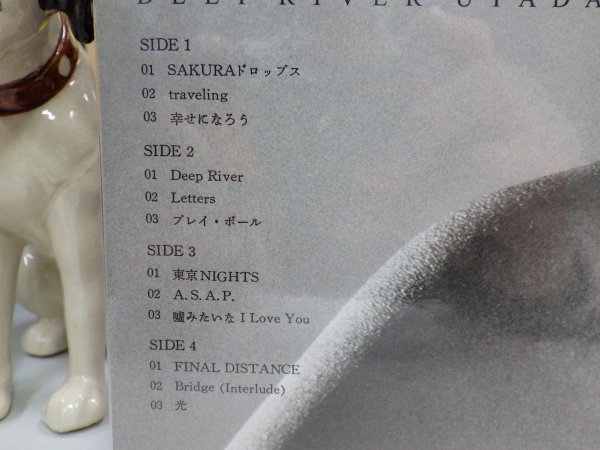 DEEP RIVER UTADA
SIDE 1
01 SAKURAドロップス
02 traveling
03 幸せになろう
SIDE 2
01 Deep River
02 Letters
03 プレイ・ボール
SIDE 3
01 東京NIGHTS
02 A.S.A.P.
03 嘘みたいな I Love You
SIDE 4
01 FINAL DISTANCE
02 Bridge (Interlude)
03 光